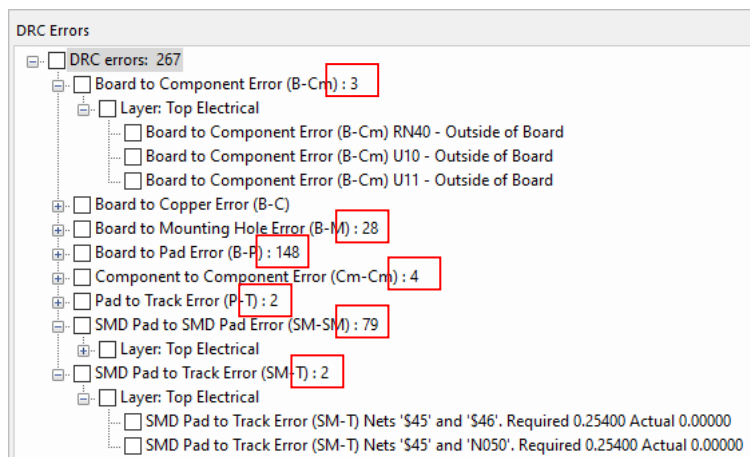 DRC Errors
DRC errors: 267
Board to Component Error (B-Cm) : 3
Layer: Top Electrical
Board to Component Error (B-Cm) RN40 - Outside of Board
Board to Component Error (B-Cm) U10 - Outside of Board
Board to Component Error (B-Cm) U11 - Outside of Board
Board to Copper Error (B-C)
Board to Mounting Hole Error (B-M) : 28
Board to Pad Error (B-P) : 148
Component to Component Error (Cm-Cm) : 4
Pad to Track Error (P-T) : 2
SMD Pad to SMD Pad Error (SM-SM) : 79
Layer: Top Electrical
SMD Pad to Track Error (SM-T) : 2
Layer: Top Electrical
SMD Pad to Track Error (SM-T) Nets '$45' and '$46'. Required 0.25400 Actual 0.00000
SMD Pad to Track Error (SM-T) Nets '$45' and 'N050'. Required 0.25400 Actual 0.00000